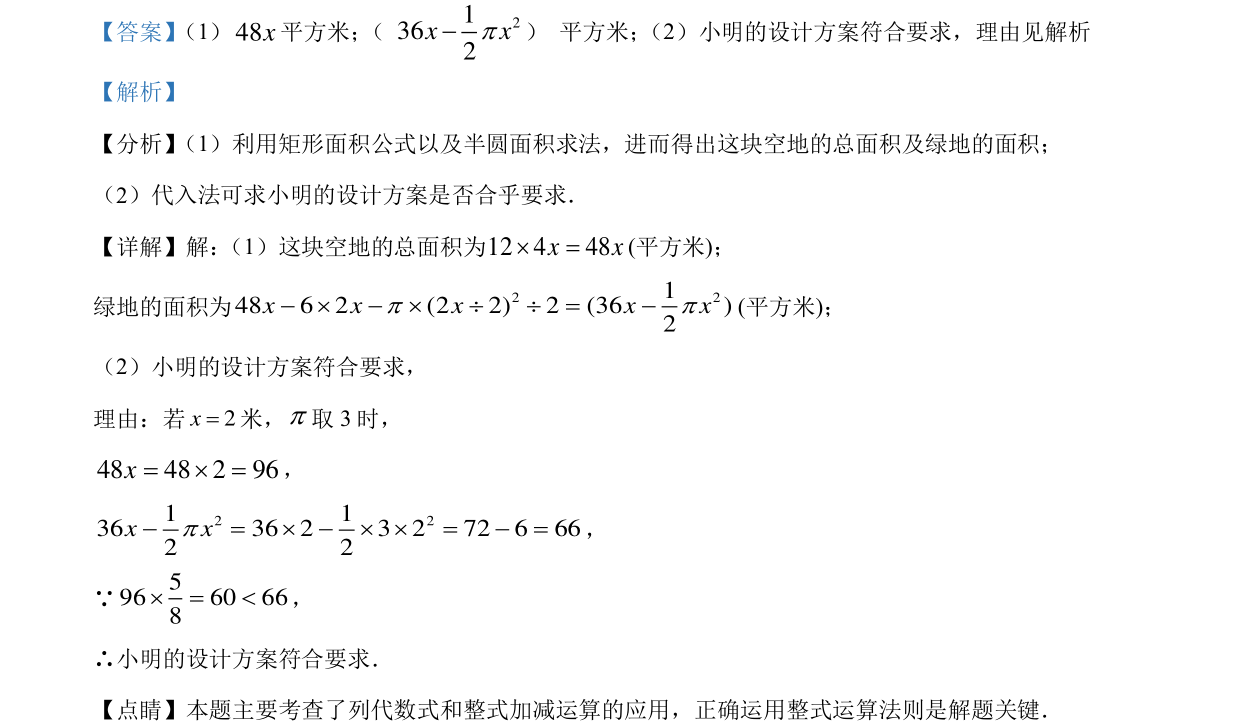 【答案】（1）48x平方米；（ 36x－1/2πx²） 平方米；（2）小明的设计方案符合要求，理由见解析
【解析】
【分析】（1）利用矩形面积公式以及半圆面积求法，进而得出这块空地的总面积及绿地的面积；
（2）代入法可求小明的设计方案是否合乎要求．
【详解】解：（1）这块空地的总面积为12×4x＝48x(平方米)；
绿地的面积为48x－6×2x－π×(2x÷2)²÷2＝(36x－1/2πx²)(平方米)；
（2）小明的设计方案符合要求，
理由：若x＝2米，π取3时，
48x＝48×2＝96，
36x－1/2πx²＝36×2－1/2×3×2²＝72－6＝66，
∵96×5/8＝60＜66，
∴小明的设计方案符合要求．
【点睛】本题主要考查了列代数式和整式加减运算的应用，正确运用整式运算法则是解题关键．